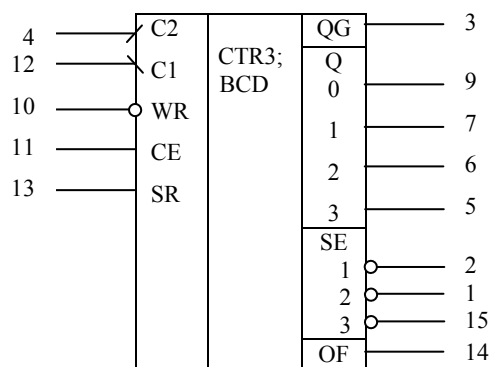 4 C2 CTR3; QG 3
12 C1 BCD Q
0 9
10 WR 1 7
11 CE 2 6
13 SR 3 5
SE
1 2
2 1
3 15
OF 14